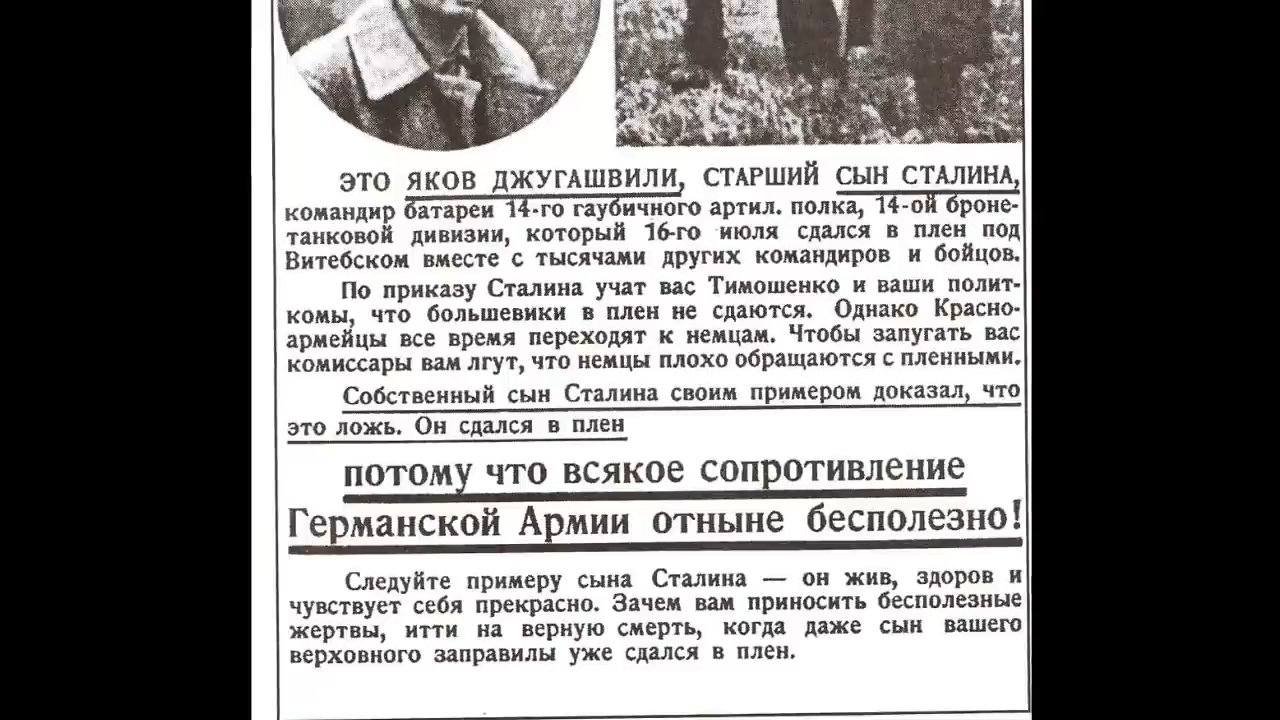 ЭТО ЯКОВ ДЖУГАШВИЛИ, СТАРШИЙ СЫН СТАЛИНА,
командир батареи 14-го гаубичного артил. полка, 14-ой броне-
танковой дивизии, который 16-го июля сдался в плен под
Витебском вместе с тысячами других командиров и бойцов.
По приказу Сталина учат вас Тимошенко и ваши полит-
комы, что большевики в плен не сдаются. Однако Красно-
армейцы все время переходят к немцам. Чтобы запугать вас
комиссары вам лгут, что немцы плохо обращаются с пленными.
Собственный сын Сталина своим примером доказал, что
это ложь. Он сдался в плен
потому что всякое сопротивление
Германской Армии отныне бесполезно!
Следуйте примеру сына Сталина — он жив, здоров и
чувствует себя прекрасно. Зачем вам приносить бесполезные
жертвы, итти на верную смерть, когда даже сын вашего
верховного заправилы уже сдался в плен.